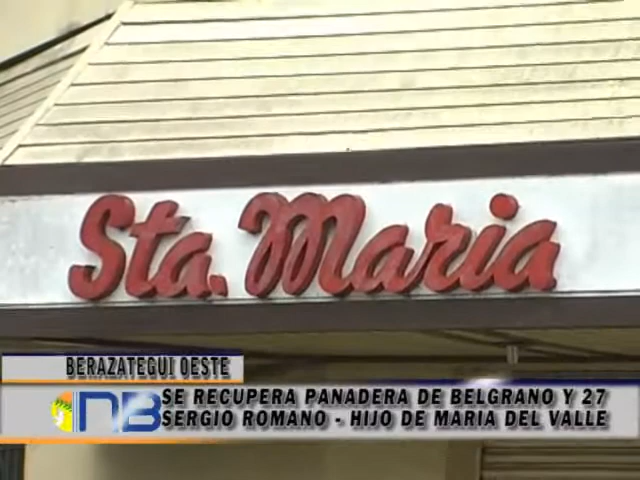 Sta. Maria
BERAZATEGUI OESTE
NB
SE RECUPERA PANADERA DE BELGRANO Y 27
SERGIO ROMANO - HIJO DE MARIA DEL VALLE